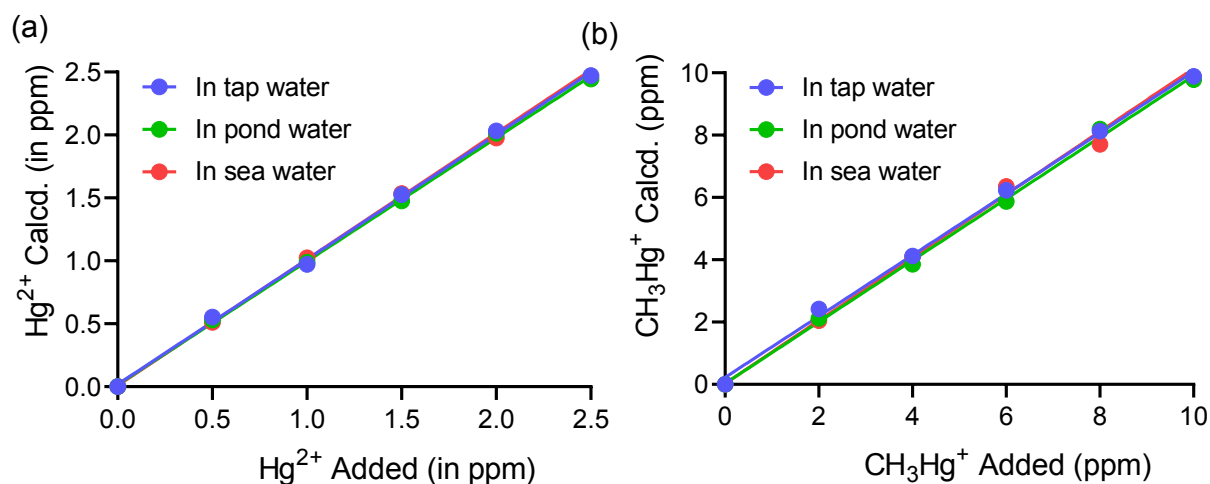 (a)
Hg2+ Calcd. (in ppm)
2.5
2.0
1.5
1.0
0.5
0.0
In tap water
In pond water
In sea water
0.0 0.5 1.0 1.5 2.0 2.5
Hg2+ Added (in ppm)
(b)
CH3Hg+ Calcd. (ppm)
10
8
6
4
2
0
In tap water
In pond water
In sea water
0 2 4 6 8 10
CH3Hg+ Added (ppm)